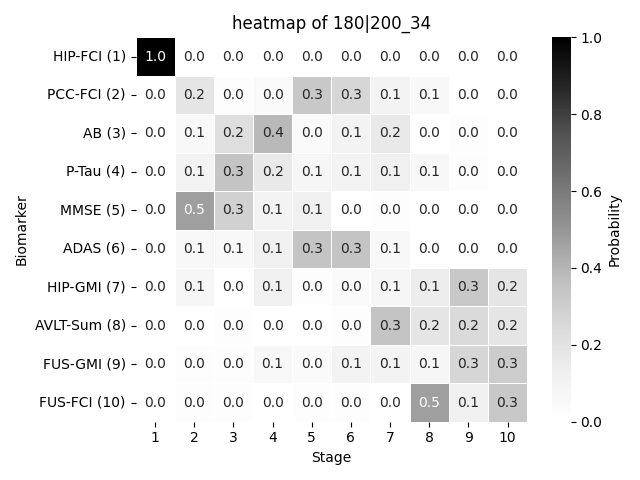 heatmap of 180|200_34
HIP-FCI (1) 1.0 0.0 0.0 0.0 0.0 0.0 0.0 0.0 0.0 0.0
PCC-FCI (2) 0.0 0.2 0.0 0.0 0.3 0.3 0.1 0.1 0.0 0.0
AB (3) 0.0 0.1 0.2 0.4 0.0 0.1 0.2 0.0 0.0 0.0
P-Tau (4) 0.0 0.1 0.3 0.2 0.1 0.1 0.1 0.1 0.0 0.0
MMSE (5) 0.0 0.5 0.3 0.1 0.1 0.0 0.0 0.0 0.0 0.0
ADAS (6) 0.0 0.1 0.1 0.1 0.3 0.3 0.1 0.0 0.0 0.0
HIP-GMI (7) 0.0 0.1 0.0 0.1 0.0 0.0 0.1 0.1 0.3 0.2
AVLT-Sum (8) 0.0 0.0 0.0 0.0 0.0 0.0 0.3 0.2 0.2 0.2
FUS-GMI (9) 0.0 0.0 0.0 0.1 0.0 0.1 0.1 0.1 0.3 0.3
FUS-FCI (10) 0.0 0.0 0.0 0.0 0.0 0.0 0.0 0.5 0.1 0.3
1 2 3 4 5 6 7 8 9 10
Stage
Biomarker
1.0
0.8
0.6
0.4
0.2
0.0
Probability